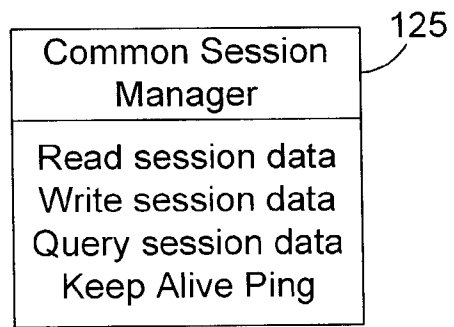 125
Common Session
Manager
Read session data
Write session data
Query session data
Keep Alive Ping